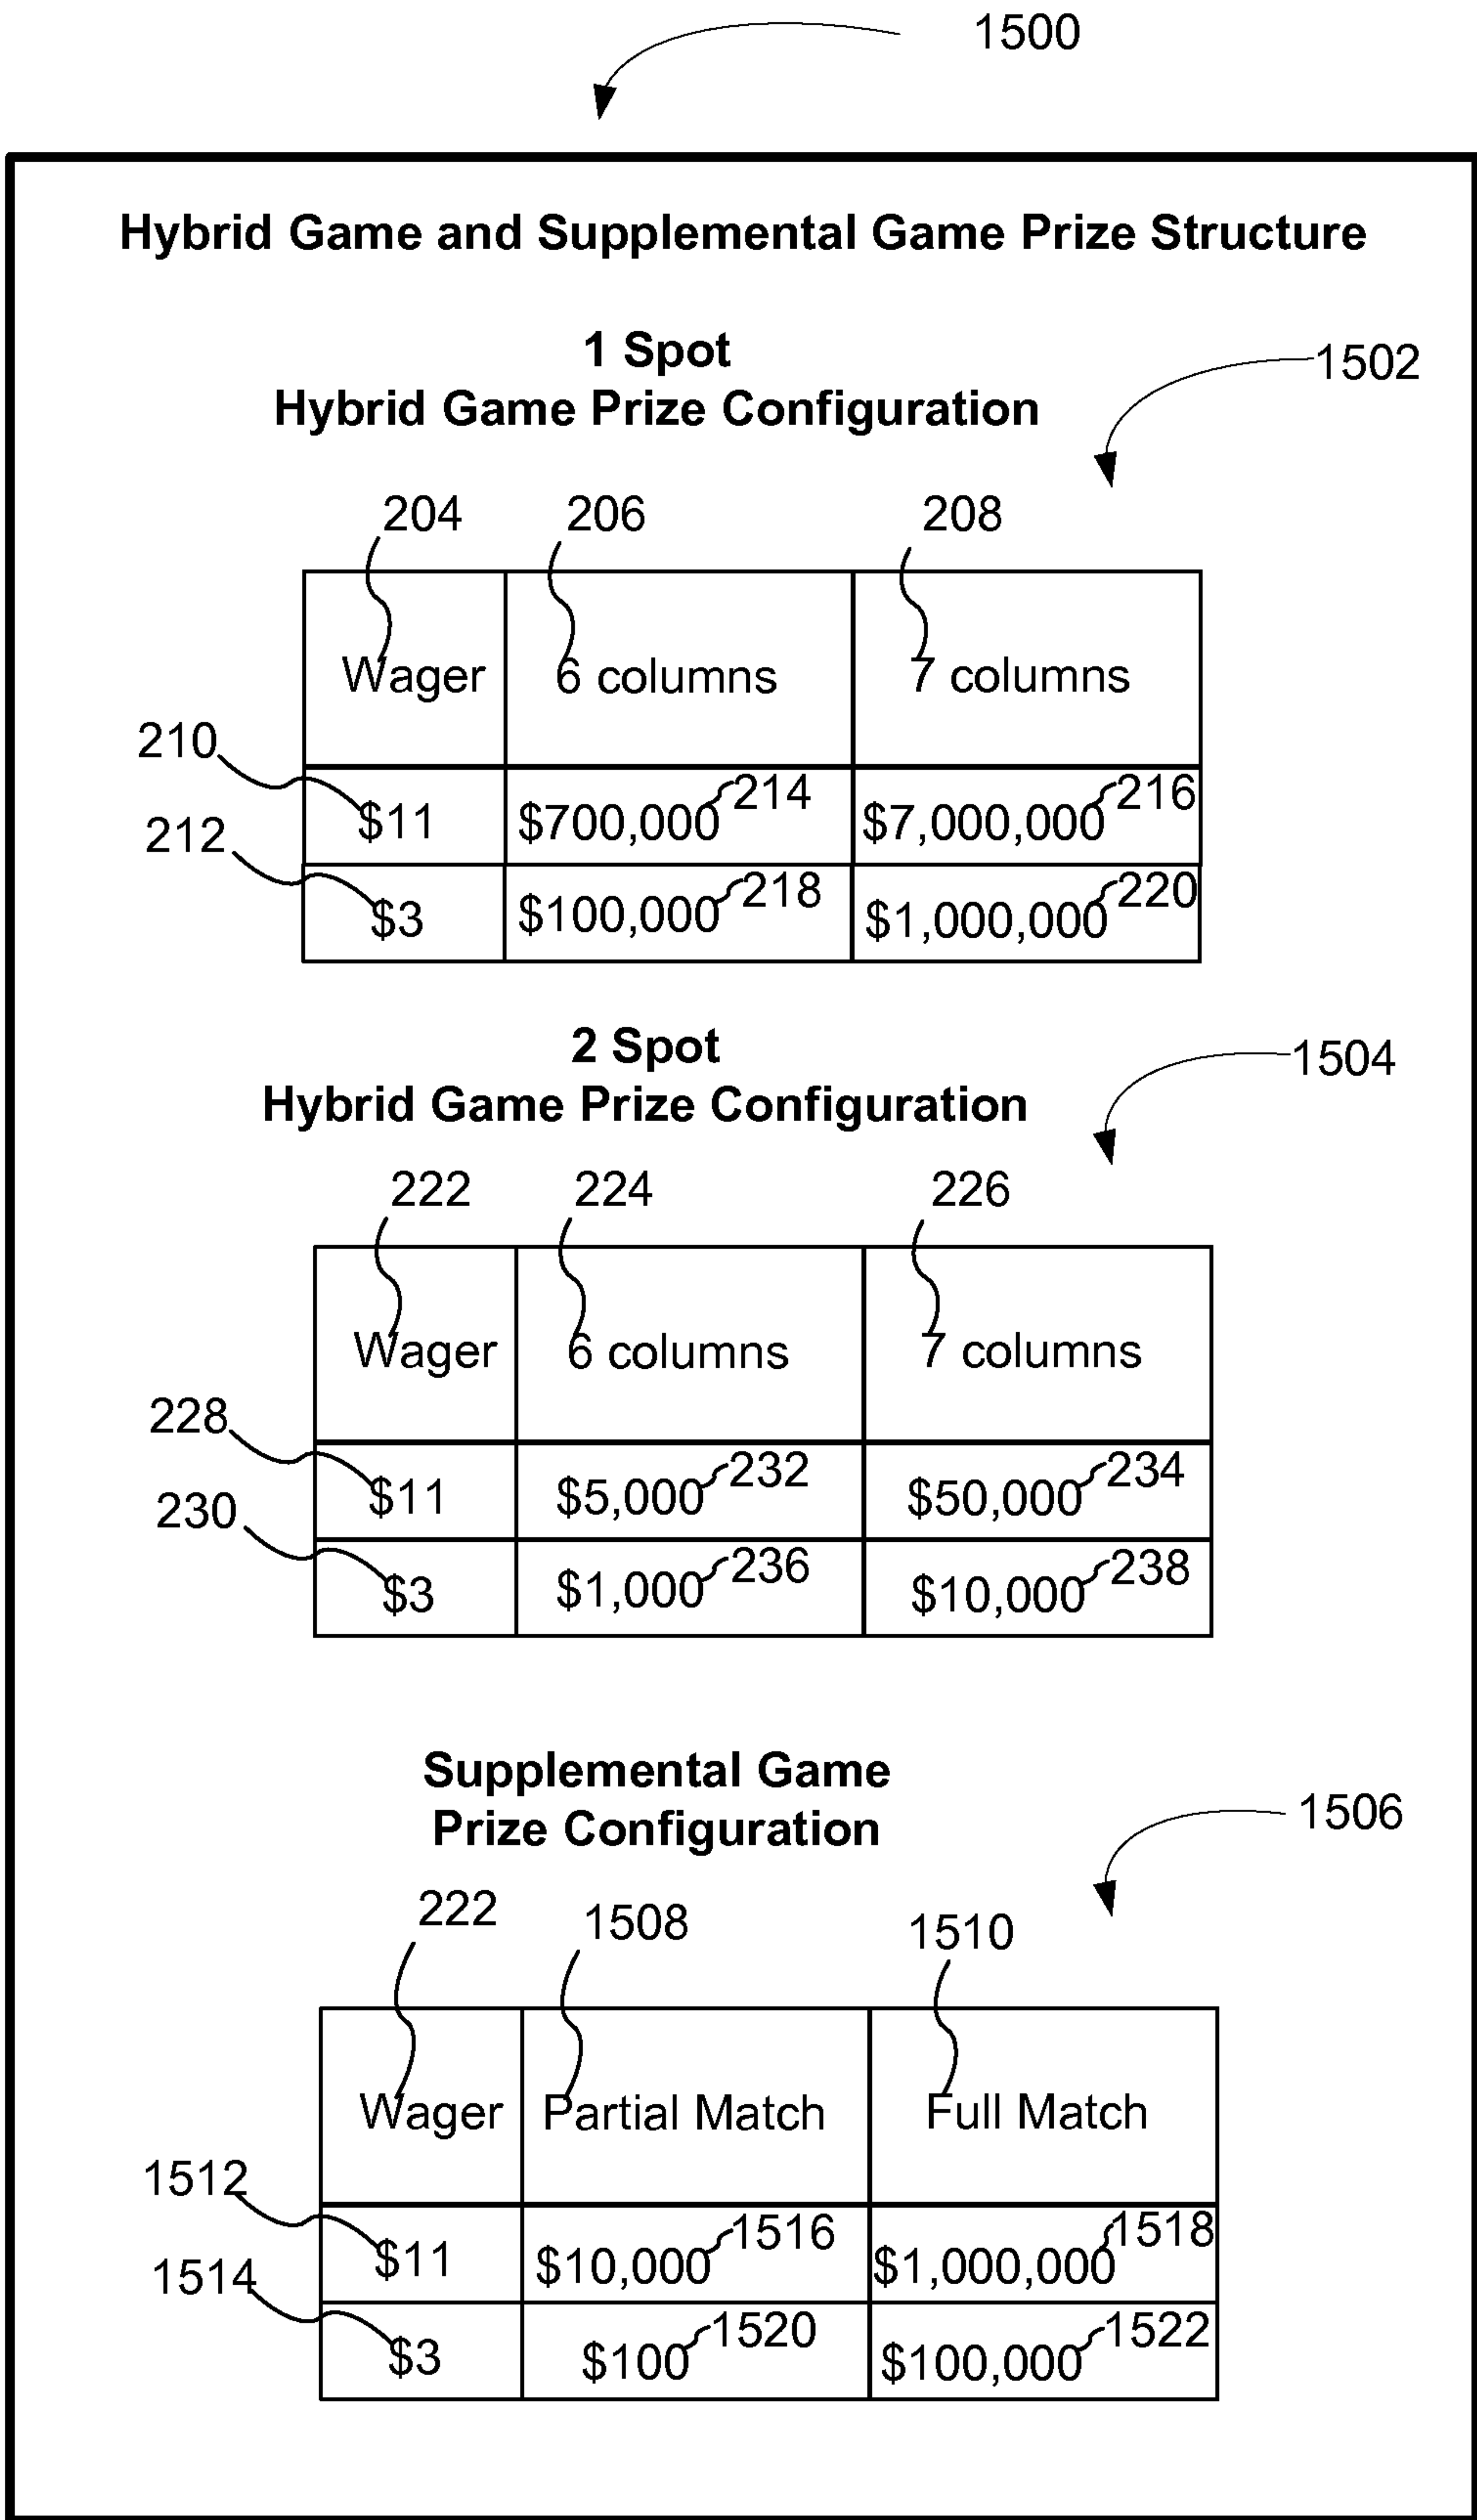 1500
Hybrid Game and Supplemental Game Prize Structure
1 Spot
Hybrid Game Prize Configuration
1502
204 206 208
Wager 6 columns 7 columns
210
$11 $700,000 214 $7,000,000 216
212
$3 $100,000 218 $1,000,000 220
2 Spot
Hybrid Game Prize Configuration
1504
222 224 226
Wager 6 columns 7 columns
228
$11 $5,000 232 $50,000 234
230
$3 $1,000 236 $10,000 238
Supplemental Game
Prize Configuration
1506
222 1508 1510
Wager Partial Match Full Match
1512
$11 $10,000 1516 $1,000,000 1518
1514
$3 $100 1520 $100,000 1522